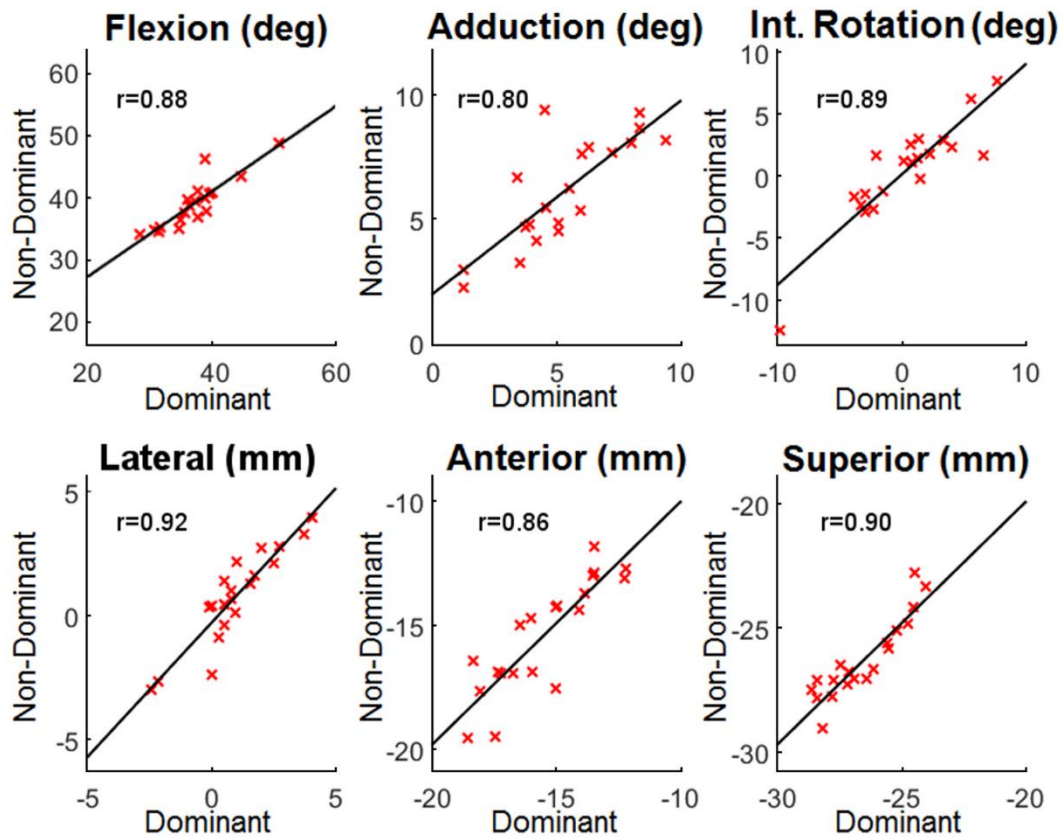 Flexion (deg)
r=0.88
Non-Dominant
60
50
40
30
20
20 40 60
Dominant
Adduction (deg)
r=0.80
Non-Dominant
10
5
0
0 5 10
Dominant
Int. Rotation (deg)
r=0.89
Non-Dominant
10
5
0
-5
-10
-10 0 10
Dominant
Lateral (mm)
r=0.92
Non-Dominant
5
0
-5
-5 0 5
Dominant
Anterior (mm)
r=0.86
Non-Dominant
-10
-15
-20
-20 -15 -10
Dominant
Superior (mm)
r=0.90
Non-Dominant
-20
-25
-30
-30 -25 -20
Dominant